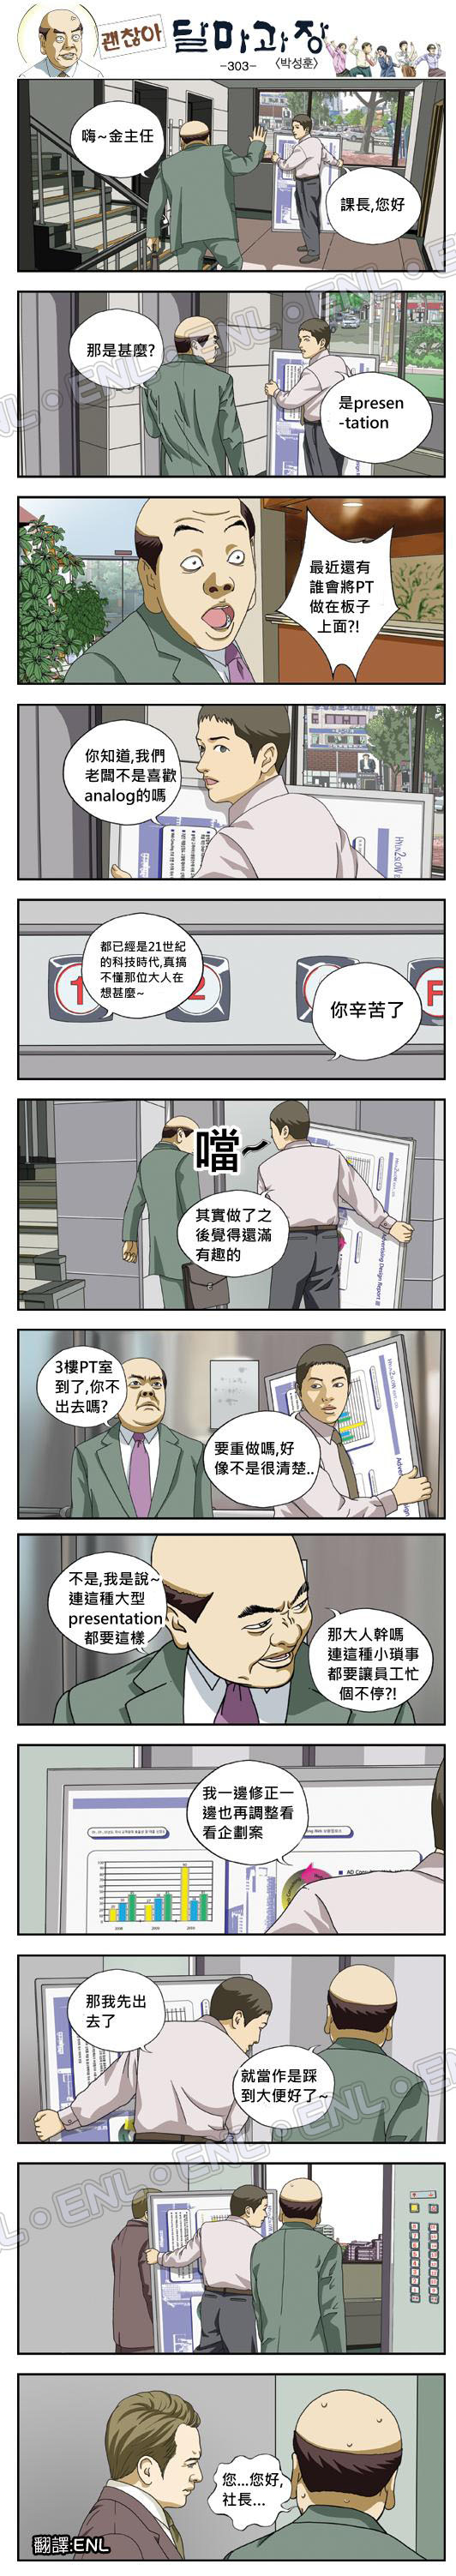 괜찮아
달마과장
-303-
<박성훈>
嗨~金主任
課長,您好
那是甚麼?
是presen
-tation
最近還有
誰會將PT
做在板子
上面?!
你知道,我們
老闆不是喜歡
analog的嗎
HYUN2SLOW
都已經是21世紀
的科技時代,真搞
不懂那位大人在
想甚麼~
你辛苦了
1
2
F
噹~
其實做了之
後覺得還滿
有趣的
Advertising Design Report
3樓PT室
到了,你不
出去嗎?
要重做嗎,好
像不是很清楚..
不是,我是說~
連這種大型
presentation
都要這樣
那大人幹嗎
連這種小瑣事
都要讓員工忙
個不停?!
我一邊修正一
邊也再調整看
看企劃案
2008
2009
2010
那我先出
去了
就當作是踩
到大便好了~
您...您好,
社長...
翻譯:ENL
ENL